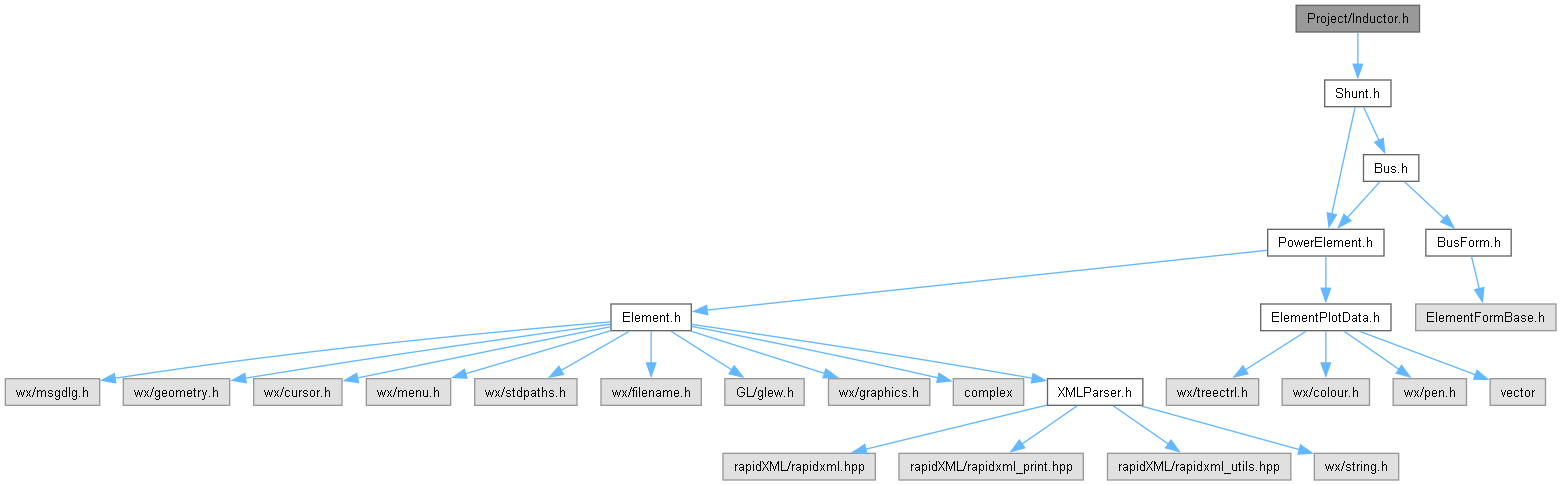 Project/Inductor.h
Shunt.h
Bus.h
PowerElement.h
BusForm.h
Element.h
ElementPlotData.h
ElementFormBase.h
wx/msgdlg.h
wx/geometry.h
wx/cursor.h
wx/menu.h
wx/stdpaths.h
wx/filename.h
GL/glew.h
wx/graphics.h
complex
XMLParser.h
wx/treectrl.h
wx/colour.h
wx/pen.h
vector
rapidXML/rapidxml.hpp
rapidXML/rapidxml_print.hpp
rapidXML/rapidxml_utils.hpp
wx/string.h